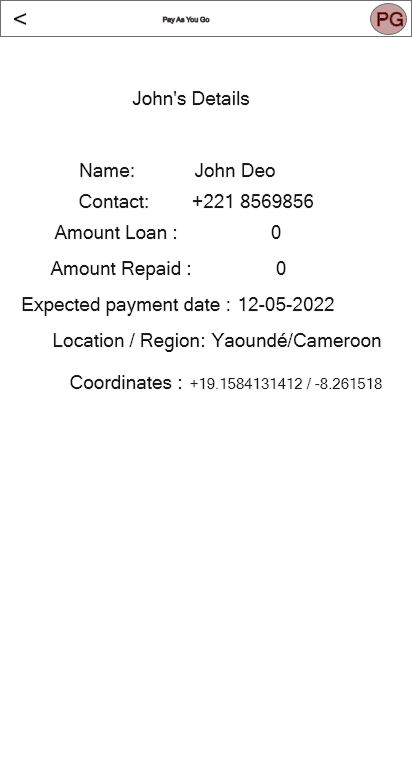 < Pay As You Go PG
John's Details
Name: John Deo
Contact: +221 8569856
Amount Loan : 0
Amount Repaid : 0
Expected payment date : 12-05-2022
Location / Region: Yaoundé/Cameroon
Coordinates : +19.1584131412 / -8.261518